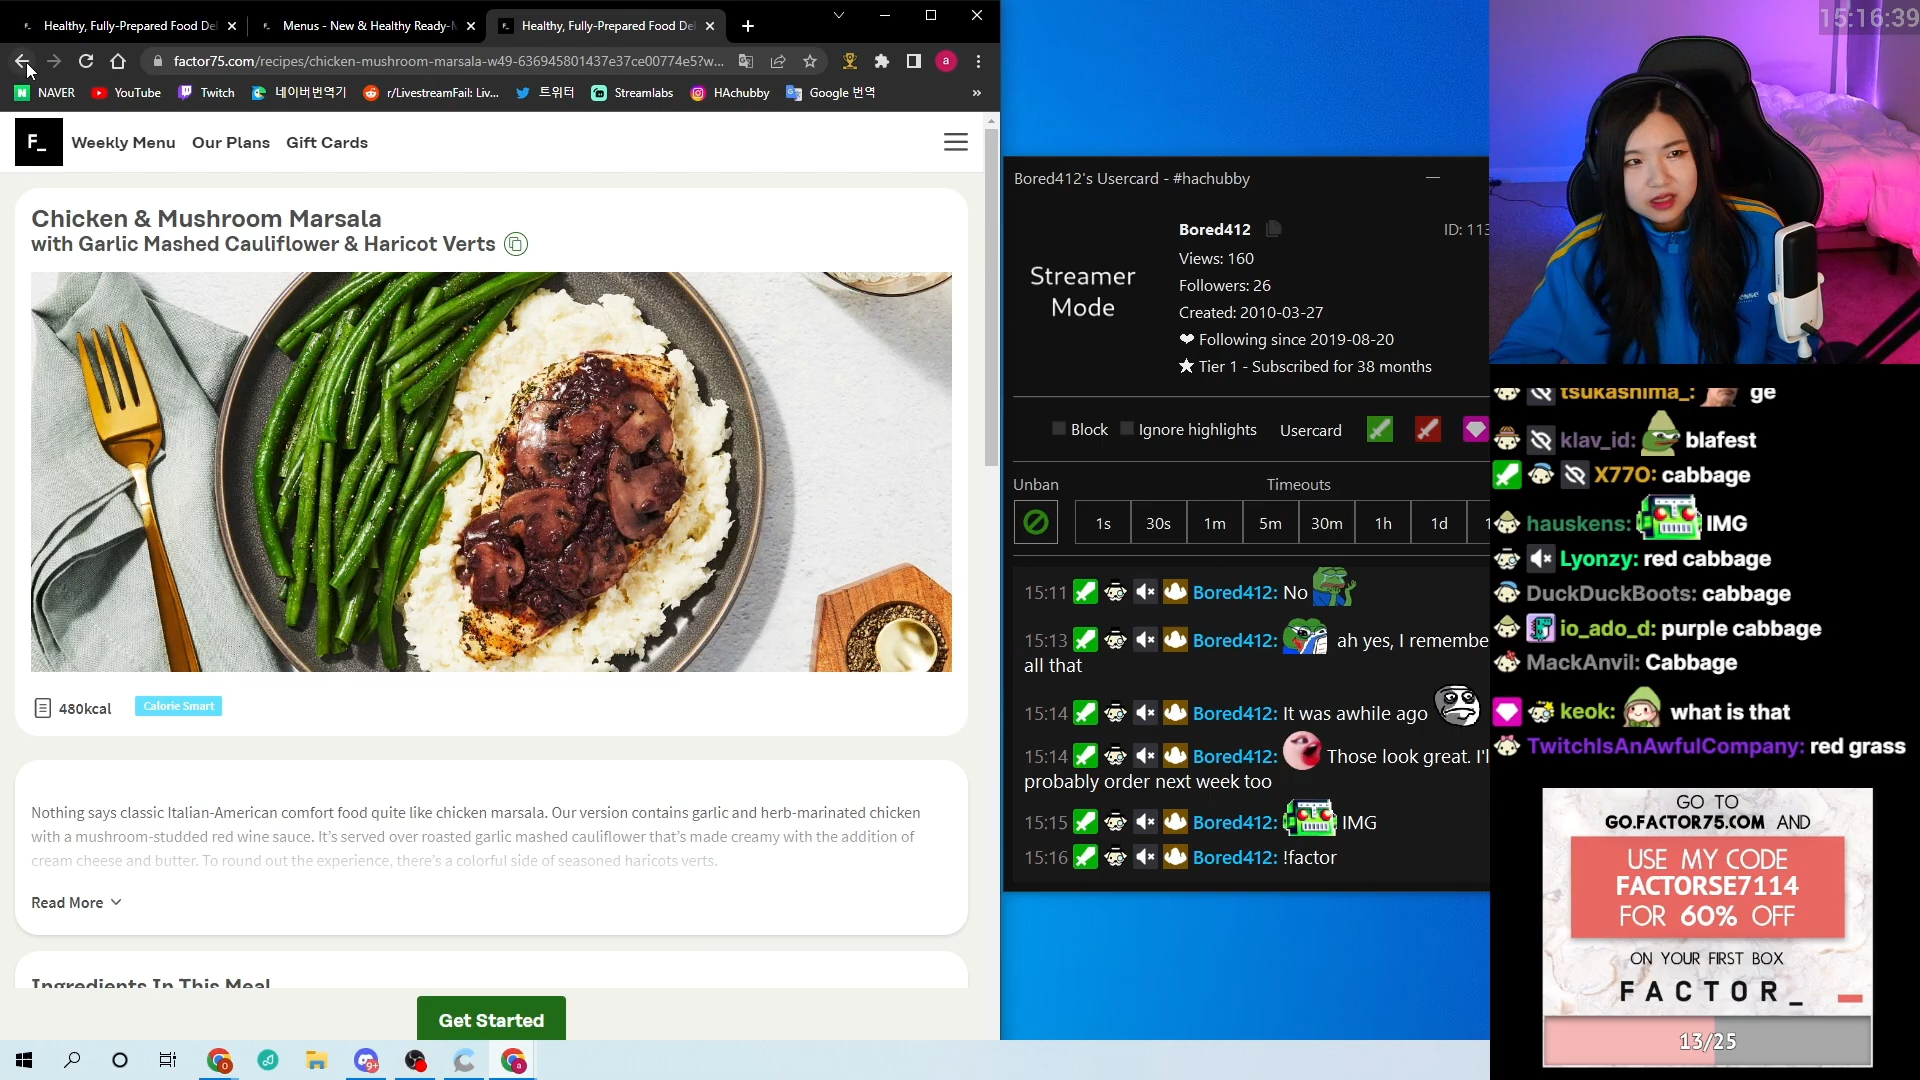 Healthy, Fully-Prepared Food Del
Menus - New & Healthy Ready-M
Healthy, Fully-Prepared Food Del
factor75.com/recipes/chicken-mushroom-marsala-w49-636945801437e37ce00774e5?w...
NAVER
YouTube
Twitch
네이버번역기
r/LivestreamFail: Liv...
트위터
Streamlabs
HAchubby
Google 번역
»
F_
Weekly Menu
Our Plans
Gift Cards
Chicken & Mushroom Marsala
with Garlic Mashed Cauliflower & Haricot Verts
480kcal
Calorie Smart
Nothing says classic Italian-American comfort food quite like chicken marsala. Our version contains garlic and herb-marinated chicken
with a mushroom-studded red wine sauce. It's served over roasted garlic mashed cauliflower that's made creamy with the addition of
cream cheese and butter. To round out the experience, there's a colorful side of seasoned haricots verts.
Read More
Ingredients In This Meal
Get Started
Bored412's Usercard - #hachubby
Streamer
Mode
Bored412
ID: 113
Views: 160
Followers: 26
Created: 2010-03-27
❤ Following since 2019-08-20
★ Tier 1 - Subscribed for 38 months
Block
Ignore highlights
Usercard
Unban
Timeouts
1s
30s
1m
5m
30m
1h
1d
15:11 Bored412: No
15:13 Bored412: ah yes, I remembe
all that
15:14 Bored412: It was awhile ago
15:14 Bored412: Those look great. I'l
probably order next week too
15:15 Bored412: IMG
15:16 Bored412: !factor
15:16:39
tsukashima_: ge
klav_id: blafest
X77O: cabbage
hauskens: IMG
Lyonzy: red cabbage
DuckDuckBoots: cabbage
io_ado_d: purple cabbage
MackAnvil: Cabbage
keok: what is that
TwitchIsAnAwfulCompany: red grass
GO TO
GO.FACTOR75.COM AND
USE MY CODE
FACTORSE7114
FOR 60% OFF
ON YOUR FIRST BOX
FACTOR_
13/25